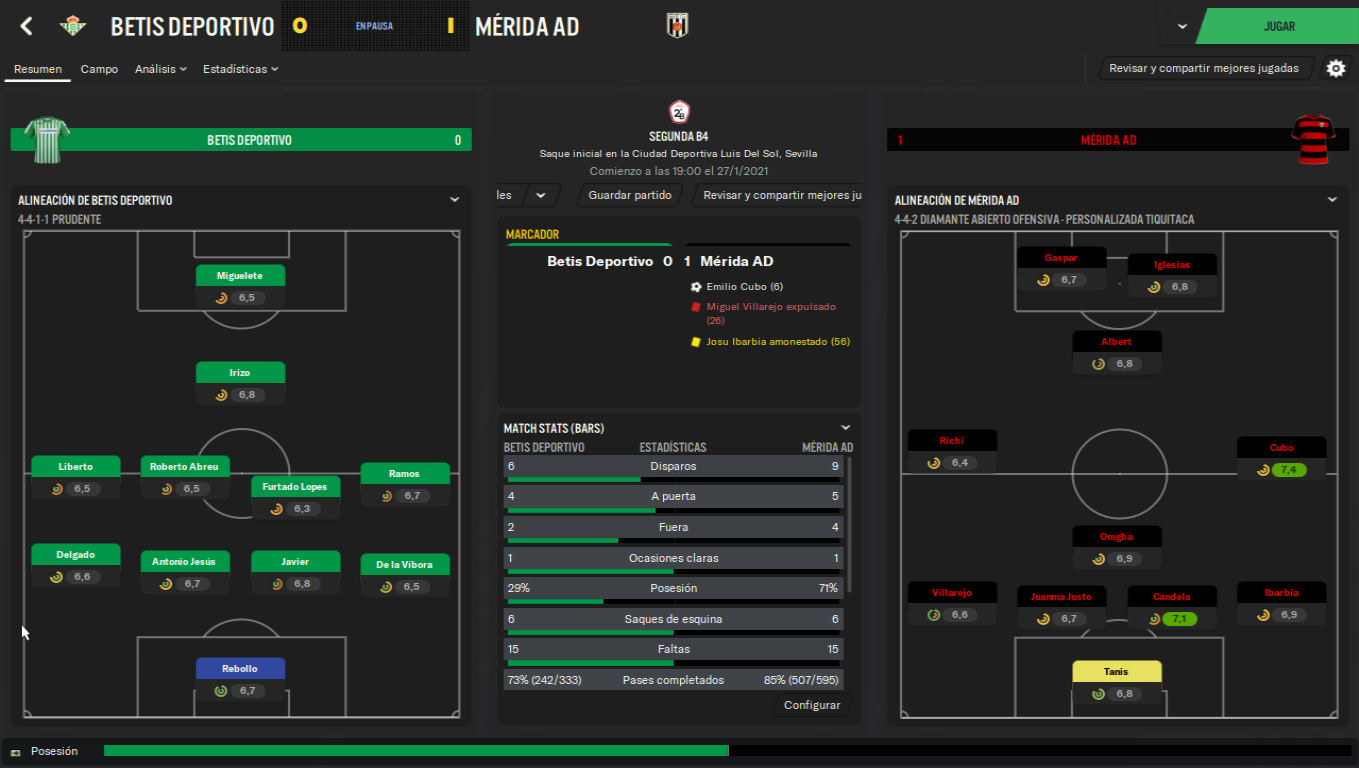 BETIS DEPORTIVO 0 EN PAUSA 1 MÉRIDA AD
JUGAR
Resumen Campo Análisis Estadísticas
Revisar y compartir mejores jugadas
BETIS DEPORTIVO 0
2ªB
SEGUNDA B4
Saque inicial en la Ciudad Deportiva Luis Del Sol, Sevilla
Comienzo a las 19:00 el 27/1/2021
les Guardar partido Revisar y compartir mejores ju
1 MÉRIDA AD
ALINEACIÓN DE BETIS DEPORTIVO
4-4-1-1 PRUDENTE
Miguelete
6,5
Irizo
6,8
Liberto
6,5
Roberto Abreu
6,5
Furtado Lopes
6,3
Ramos
6,7
Delgado
6,6
Antonio Jesús
6,7
Javier
6,8
De la Víbora
6,5
Rebollo
6,7
MARCADOR
Betis Deportivo 0 1 Mérida AD
Emilio Cubo (6)
Miguel Villarejo expulsado
(26)
Josu Ibarbia amonestado (56)
MATCH STATS (BARS)
BETIS DEPORTIVO ESTADÍSTICAS MÉRIDA AD
6 Disparos 9
4 A puerta 5
2 Fuera 4
1 Ocasiones claras 1
29% Posesión 71%
6 Saques de esquina 6
15 Faltas 15
73% (242/333) Pases completados 85% (507/595)
Configurar
ALINEACIÓN DE MÉRIDA AD
4-4-2 DIAMANTE ABIERTO OFENSIVA - PERSONALIZADA TIQUITACA
Gaspar
6,7
Iglesias
6,8
Albert
6,8
Richi
6,4
Cubo
7,4
Omgba
6,9
Villarejo
6,6
Juanma Justo
6,7
Candela
7,1
Ibarbia
6,9
Tanis
6,8
Posesión